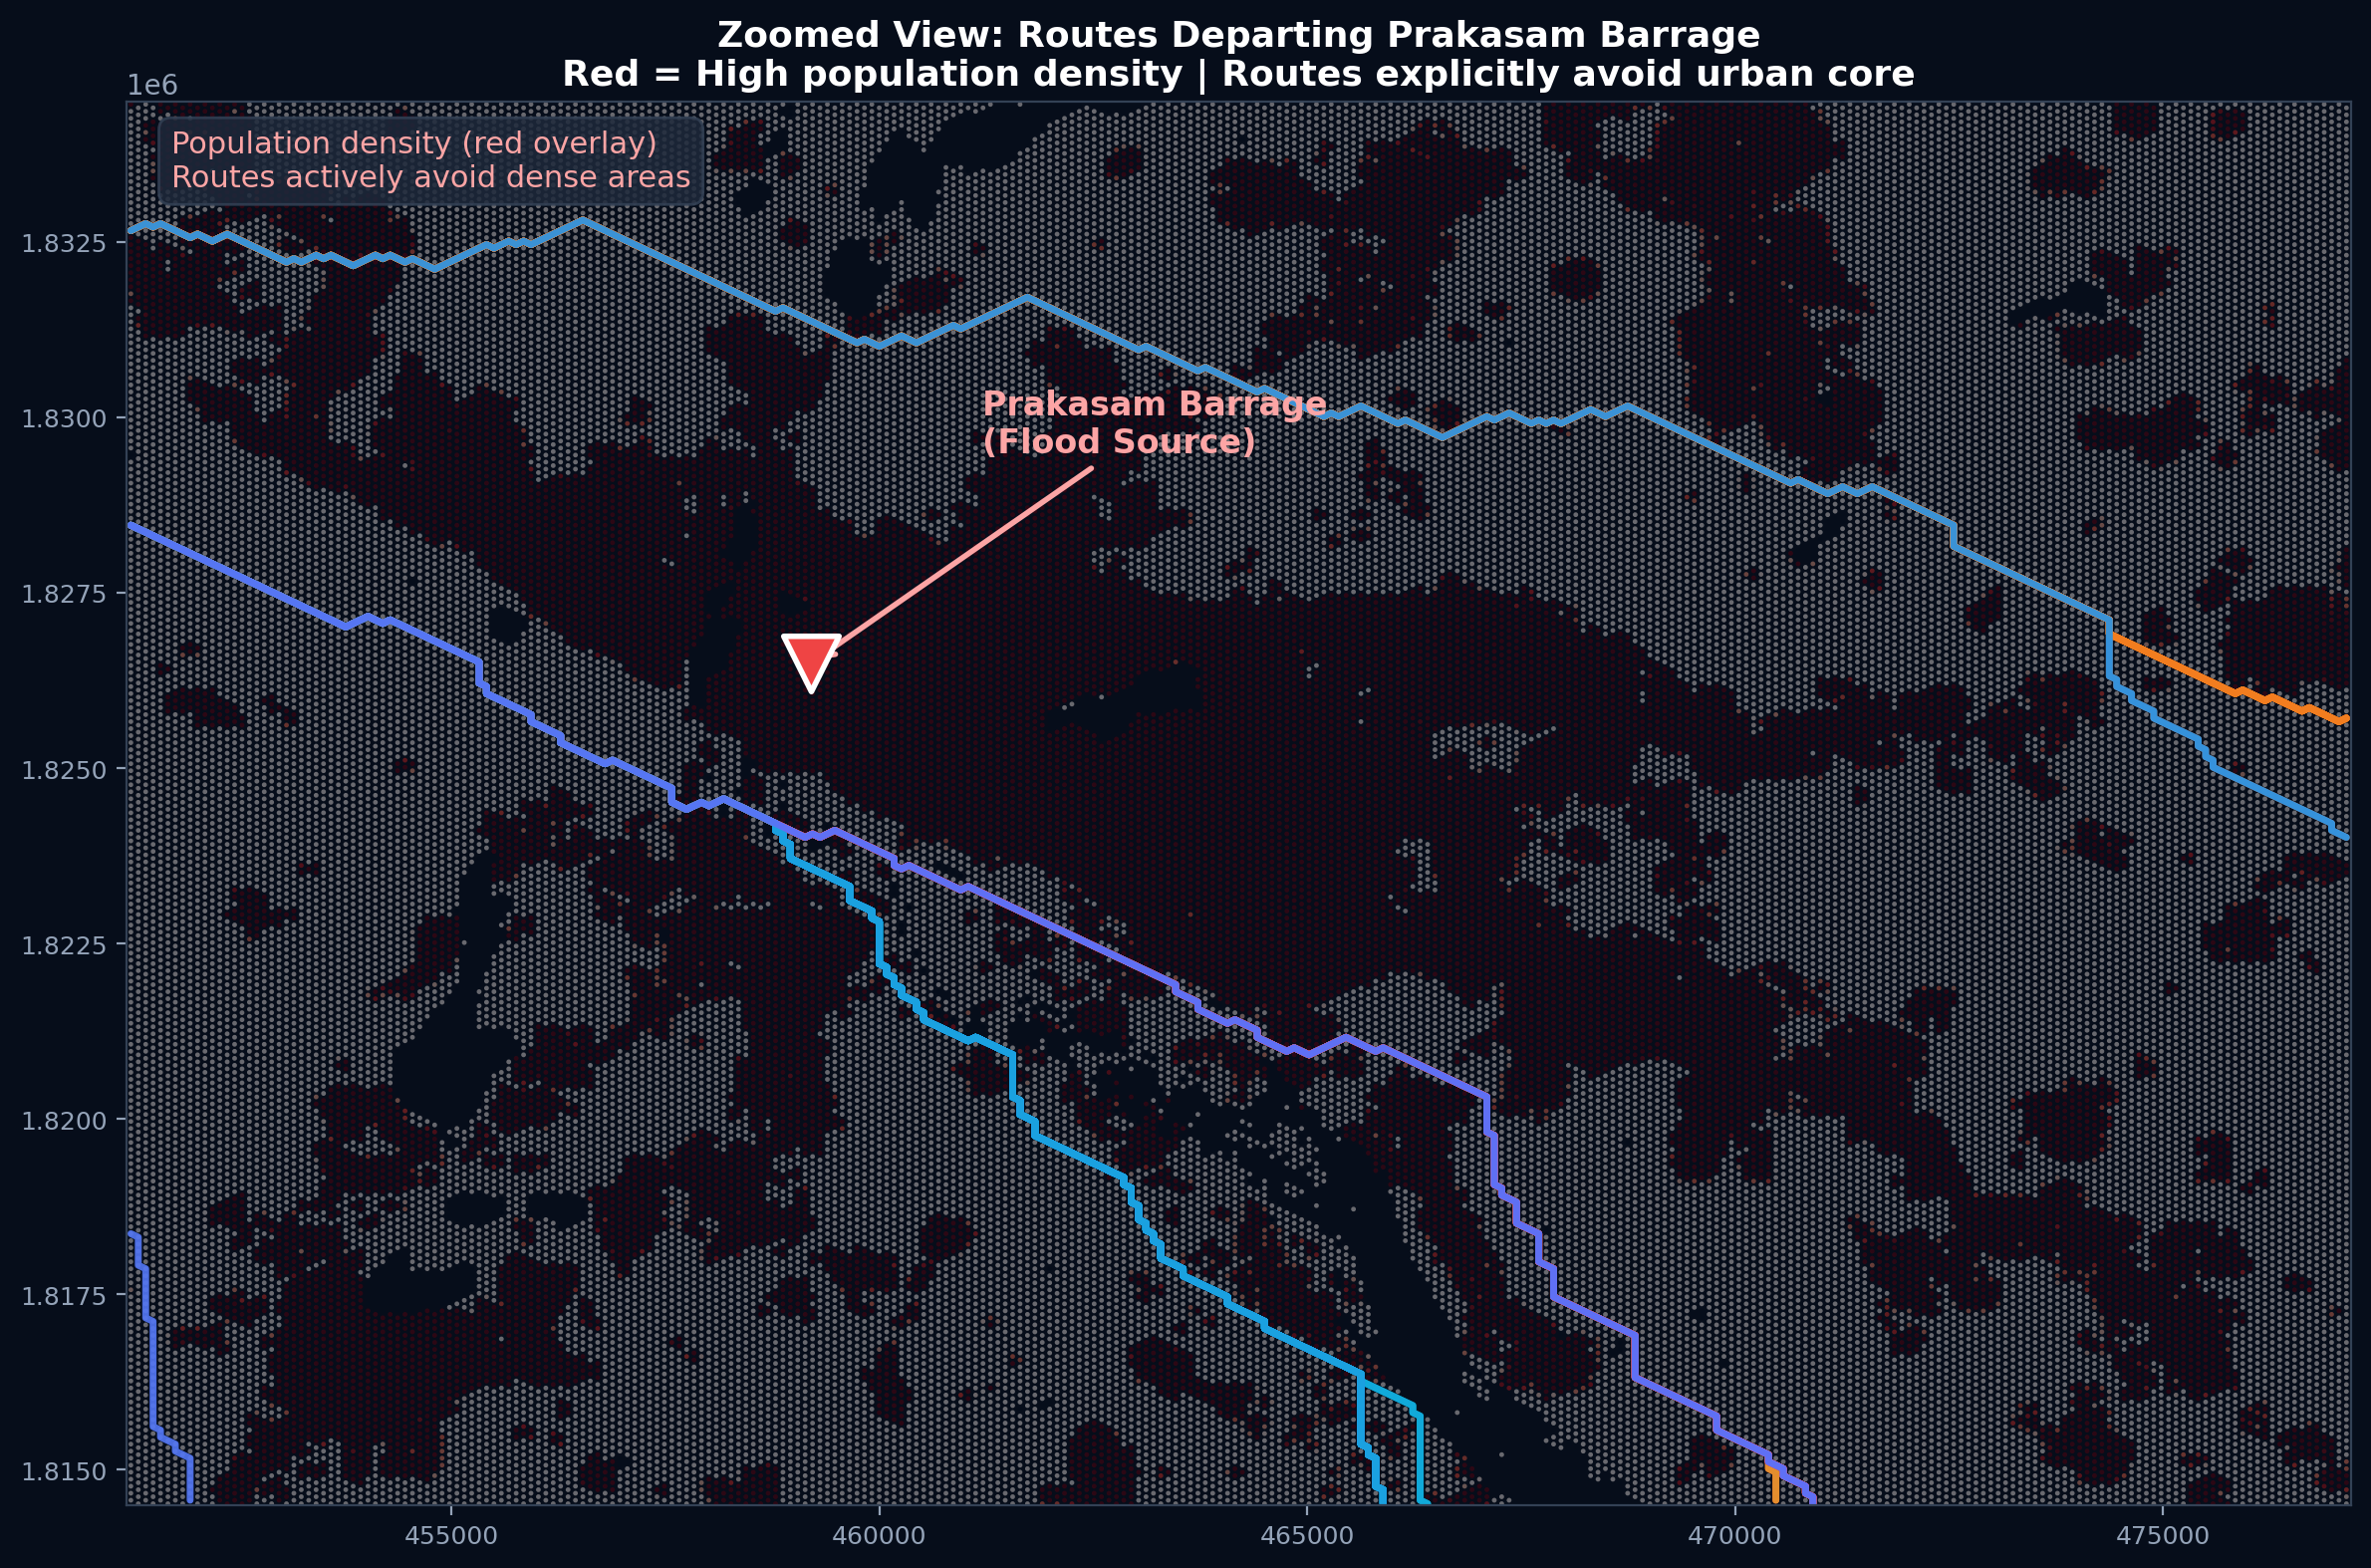 Zoomed View: Routes Departing Prakasam Barrage
Red = High population density | Routes explicitly avoid urban core
1e6
Population density (red overlay)
Routes actively avoid dense areas
1.8325
1.8300
Prakasam Barrage
(Flood Source)
1.8275
1.8250
1.8225
1.8200
1.8175
1.8150
455000
460000
465000
470000
475000